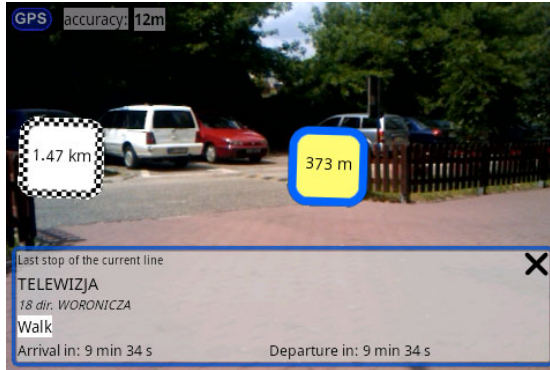 GPS accuracy: 12m
1.47 km
373 m
Last stop of the current line
TELEWIZJA
18 dir. WORONICZA
Walk
Arrival in: 9 min 34 s Departure in: 9 min 34 s